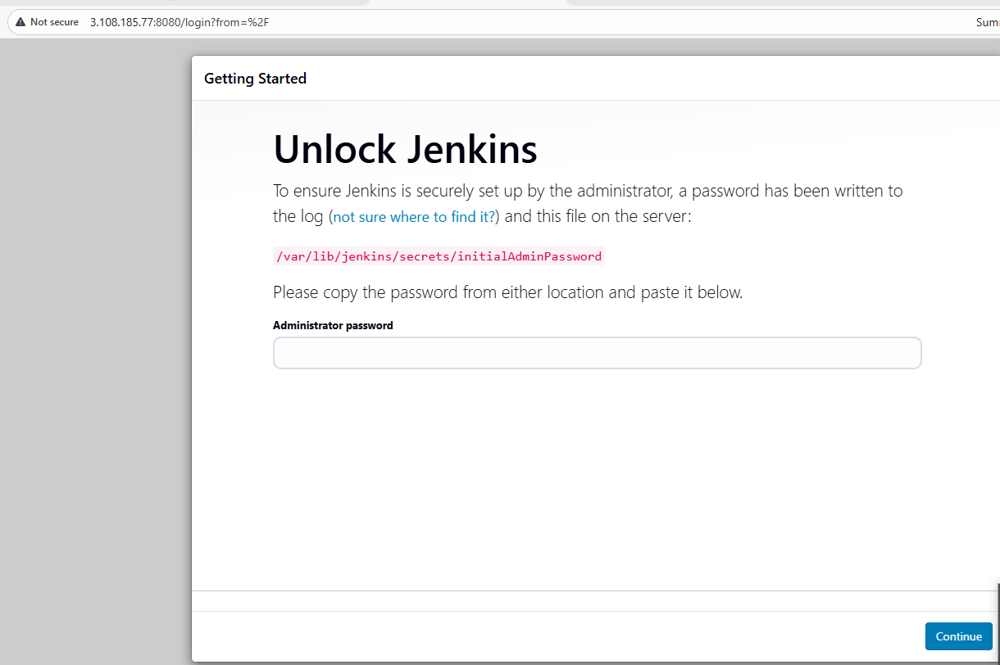 Not secure 3.108.185.77:8080/login?from=%2F
Getting Started
Unlock Jenkins
To ensure Jenkins is securely set up by the administrator, a password has been written to
the log (not sure where to find it?) and this file on the server:
/var/lib/jenkins/secrets/initialAdminPassword
Please copy the password from either location and paste it below.
Administrator password
Continue